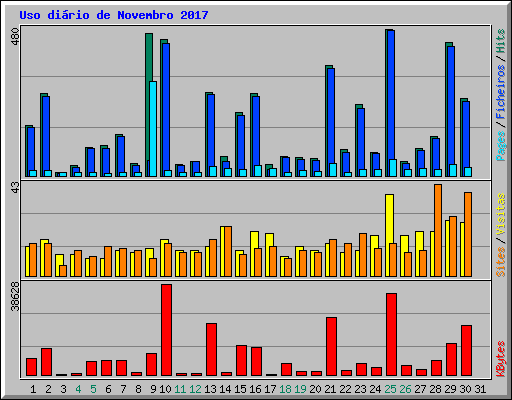 Uso diário de Novembro 2017
480
43
38628
Pages / Ficheiros / Hits
Sites / Visitas
KBytes
1 2 3 4 5 6 7 8 9 10 11 12 13 14 15 16 17 18 19 20 21 22 23 24 25 26 27 28 29 30 31